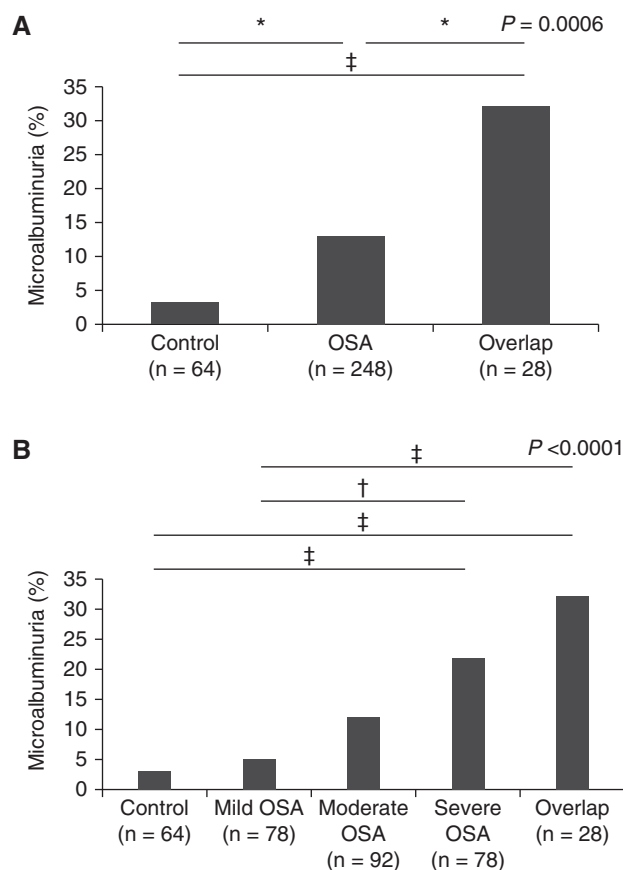 A
* * P = 0.0006
‡
Microalbuminuria (%)
35
30
25
20
15
10
5
0
Control OSA Overlap
(n = 64) (n = 248) (n = 28)
B
‡ P <0.0001
†
‡
‡
Microalbuminuria (%)
35
30
25
20
15
10
5
0
Control Mild OSA Moderate Severe Overlap
(n = 64) (n = 78) OSA OSA (n = 28)
(n = 92) (n = 78)